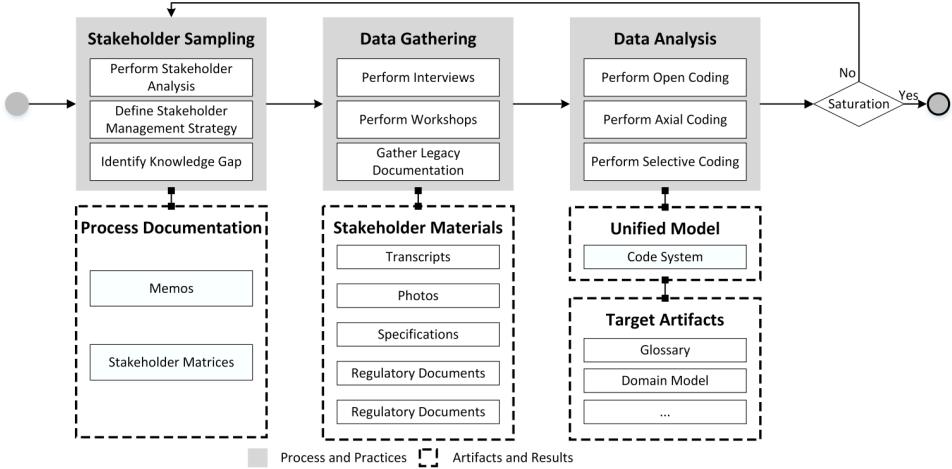 Stakeholder Sampling
Perform Stakeholder
Analysis
Define Stakeholder
Management Strategy
Identify Knowledge Gap
Data Gathering
Perform Interviews
Perform Workshops
Gather Legacy
Documentation
Data Analysis
Perform Open Coding
Perform Axial Coding
Perform Selective Coding
No
Saturation
Yes
Process Documentation
Memos
Stakeholder Matrices
Stakeholder Materials
Transcripts
Photos
Specifications
Regulatory Documents
Regulatory Documents
Unified Model
Code System
Target Artifacts
Glossary
Domain Model
...
Process and Practices
Artifacts and Results